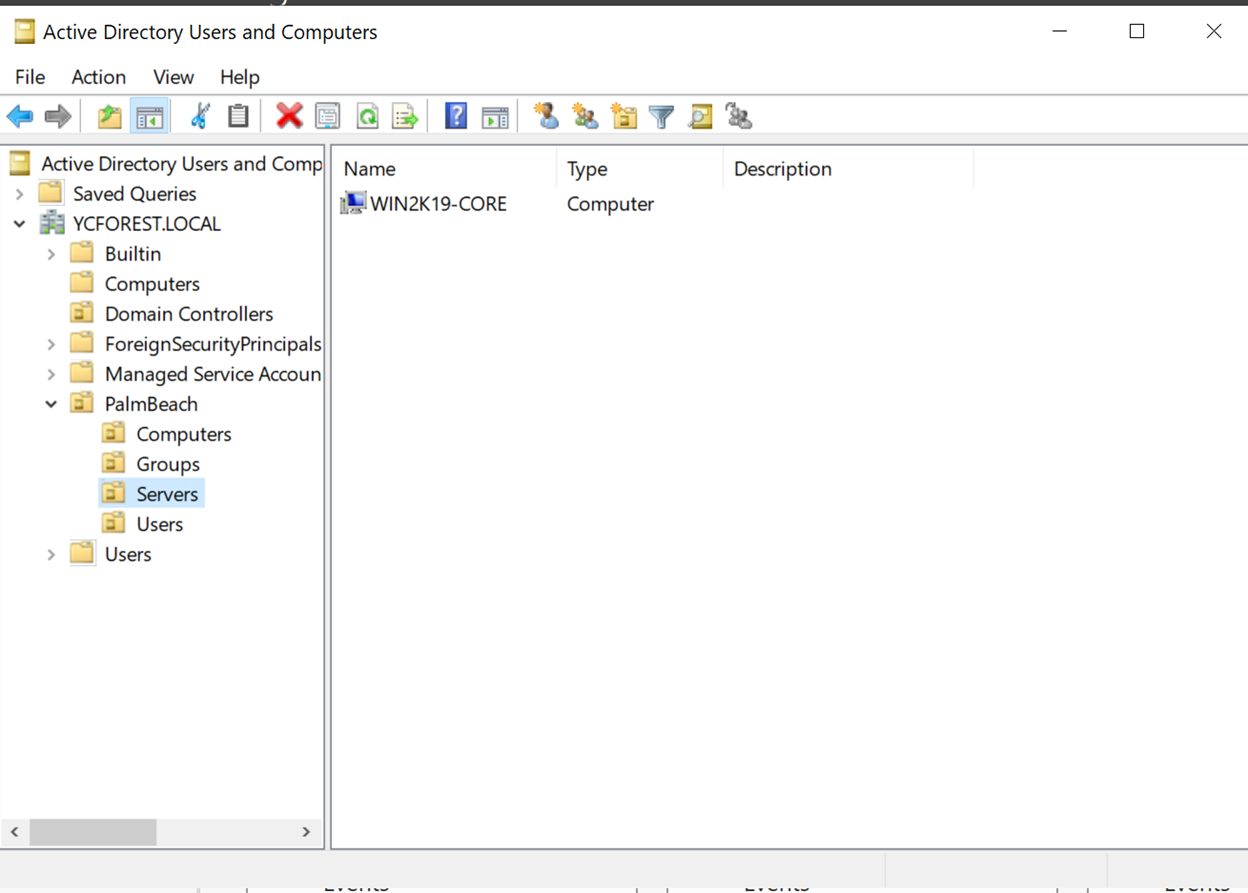 Active Directory Users and Computers
File Action View Help
Active Directory Users and Comp
Saved Queries
YCFOREST.LOCAL
Builtin
Computers
Domain Controllers
ForeignSecurityPrincipals
Managed Service Accoun
PalmBeach
Computers
Groups
Servers
Users
Users
Name Type Description
WIN2K19-CORE Computer
Events Events Events